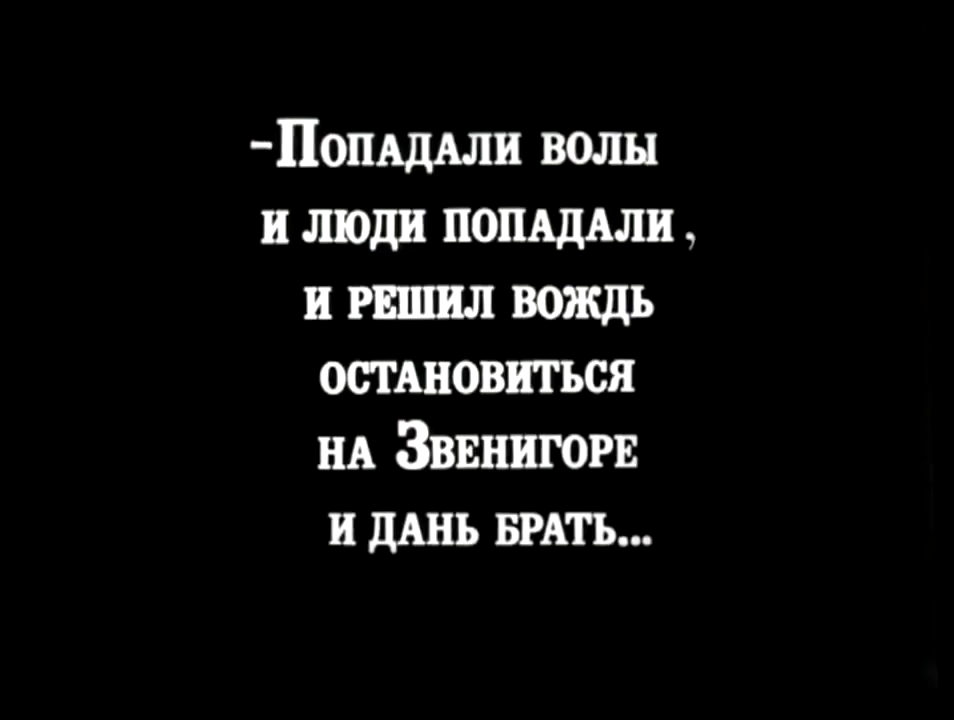 -Попадали волы
и люди попадали,
и решил вождь
остановиться
на Звенигоре
и дань брать...